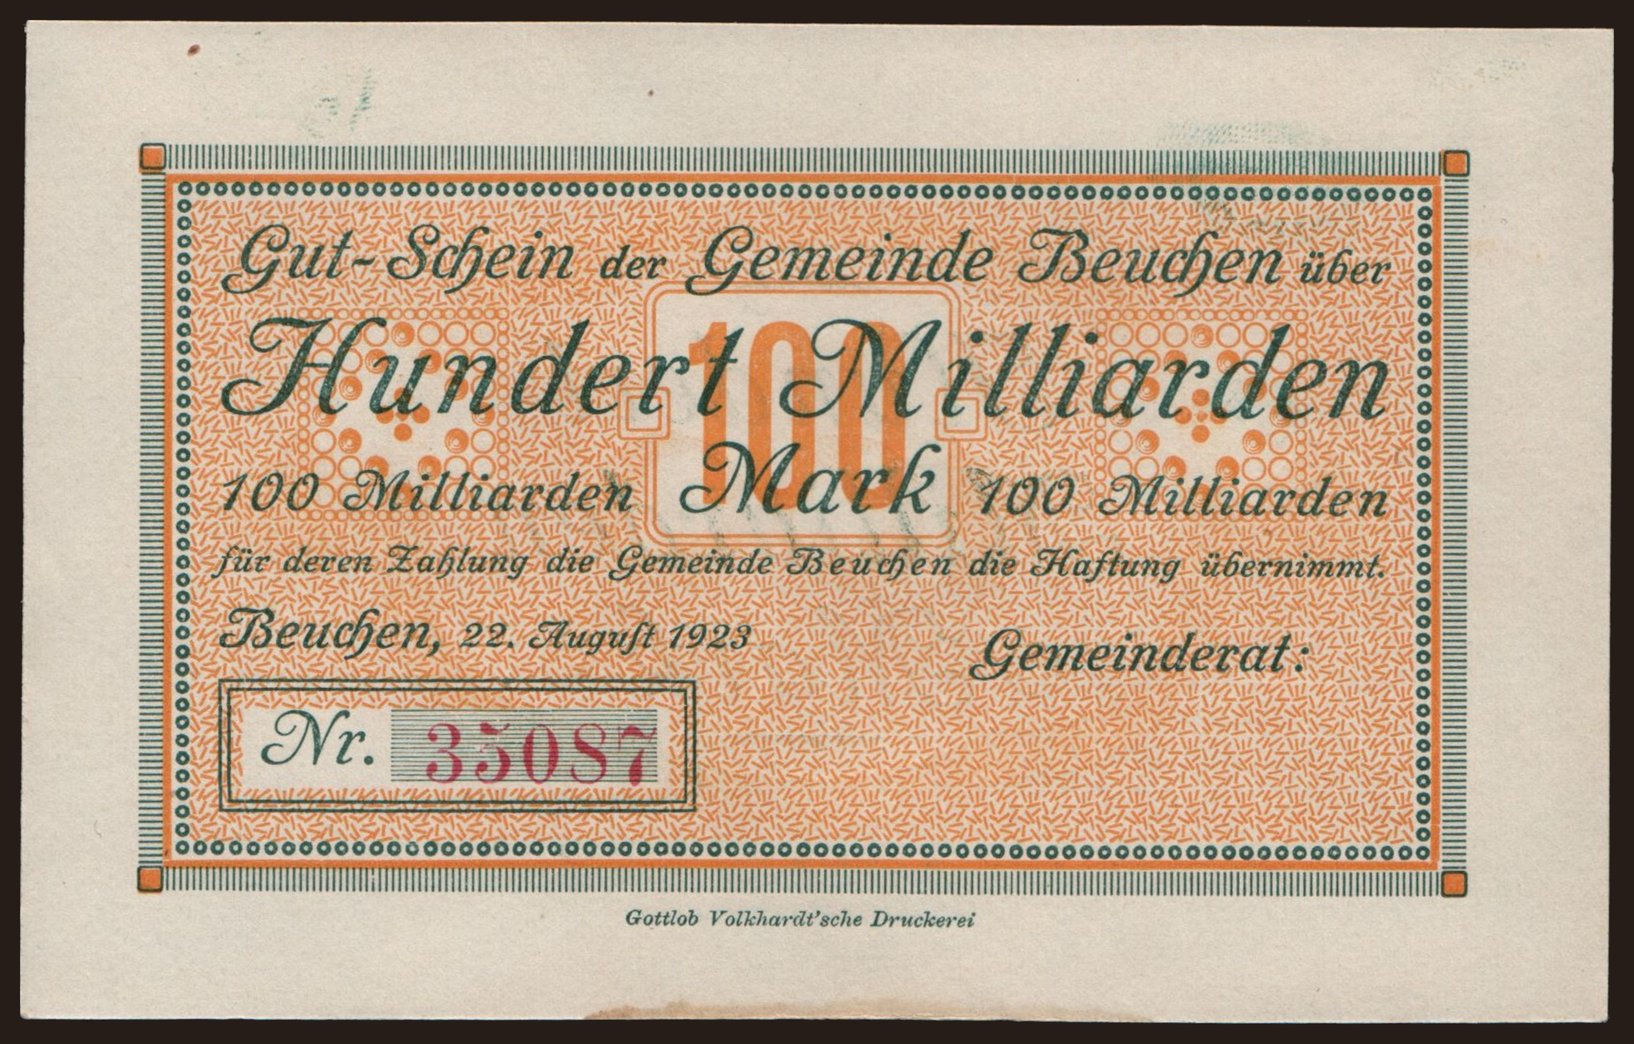 Gut-Schein der Gemeinde Beuchen über
100
Hundert Milliarden
100 Milliarden Mark 100 Milliarden
für deren Zahlung die Gemeinde Beuchen die Haftung übernimmt.
Beuchen, 22. August 1923
Gemeinderat:
Nr. 35087
Gottlob Volkhardt'sche Druckerei